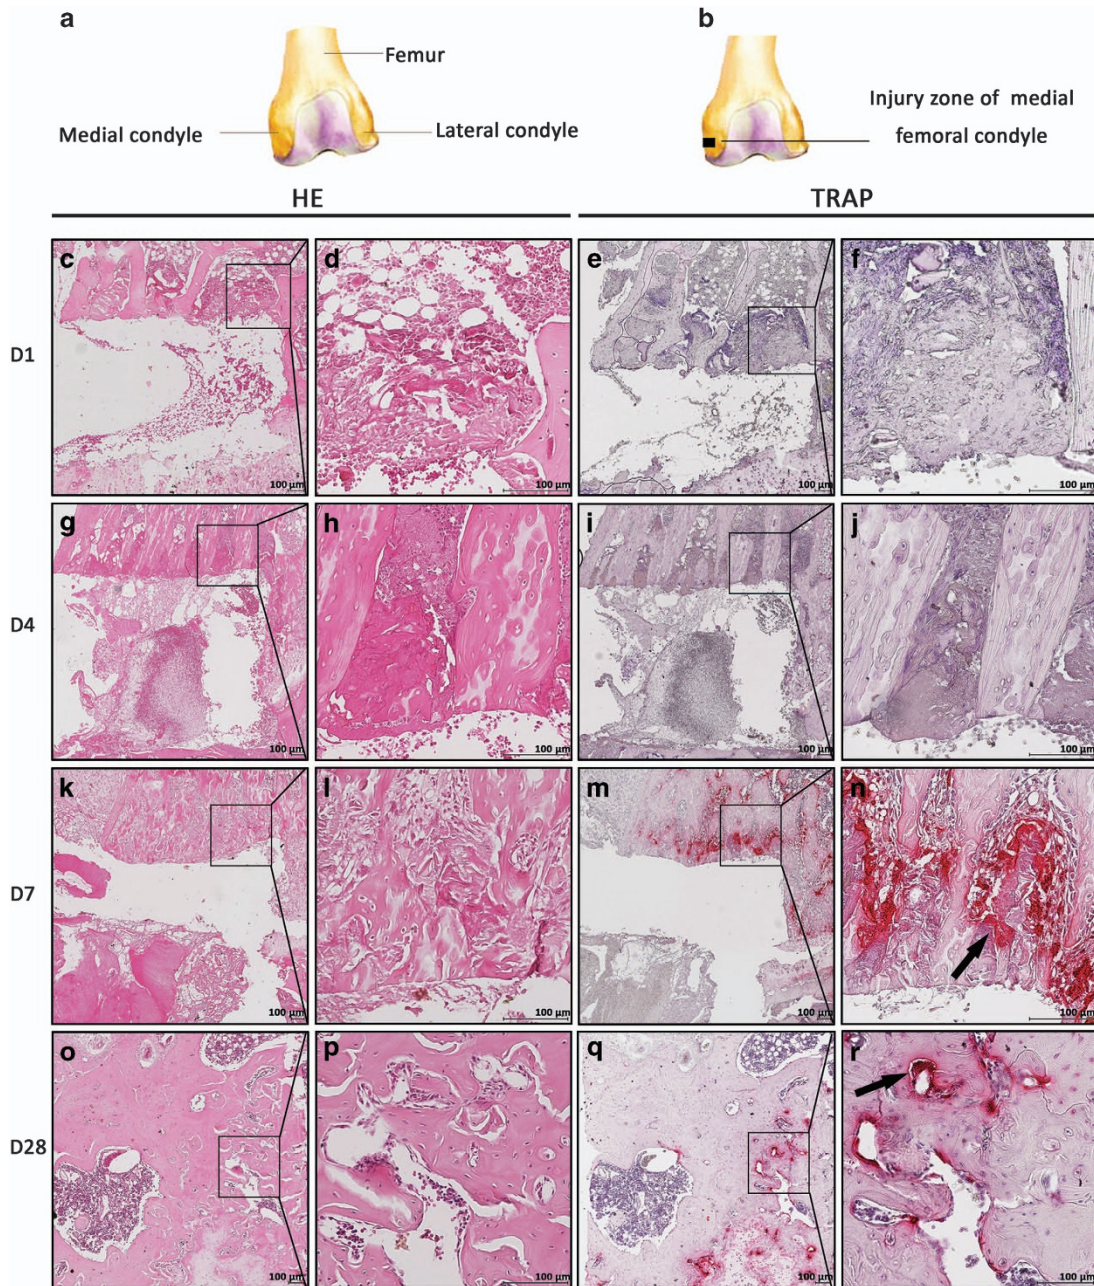 a
b
Femur
Medial condyle
Lateral condyle
Injury zone of medial
femoral condyle
HE
TRAP
D1
c
100 µm
d
100 µm
e
100 µm
f
100 µm
D4
g
100 µm
h
100 µm
i
100 µm
j
100 µm
D7
k
100 µm
l
100 µm
m
100 µm
n
100 µm
D28
o
100 µm
p
100 µm
q
100 µm
r
100 µm